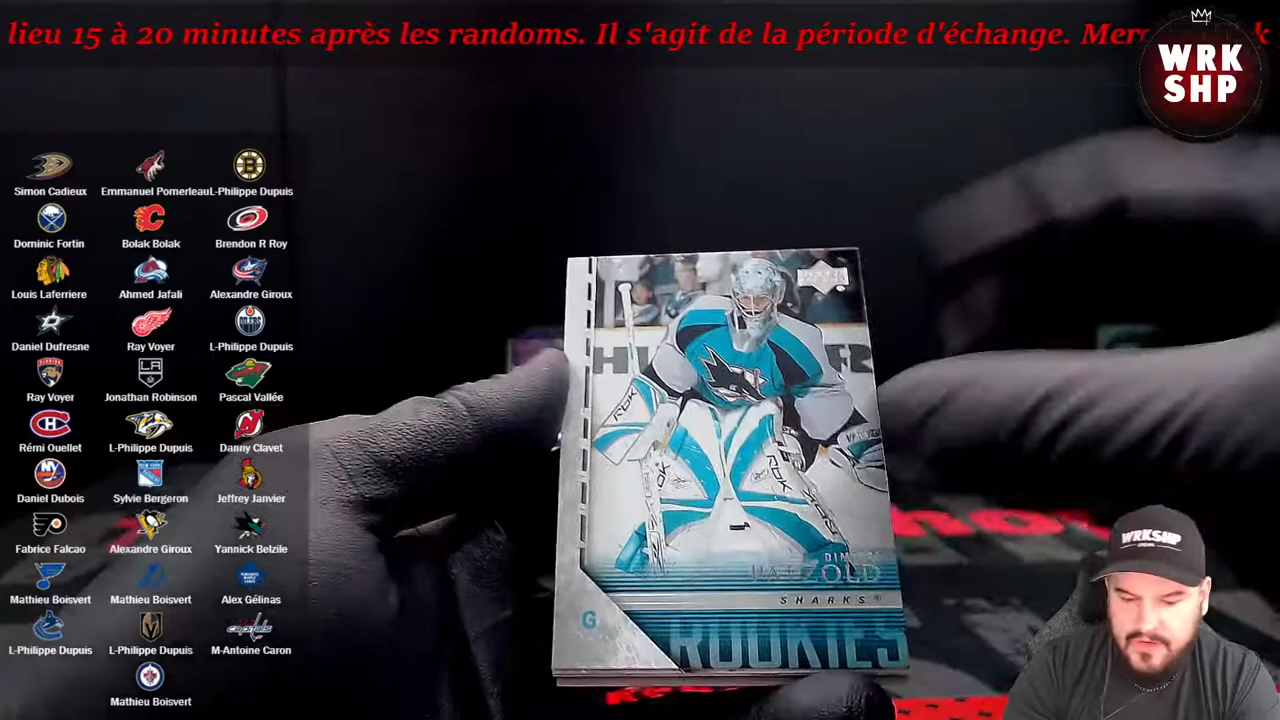 lieu 15 à 20 minutes après les randoms. Il s'agit de la période d'échange.
WRK
SHP
Simon Cadieux
Emmanuel Pomerleau
L-Philippe Dupuis
Dominic Fortin
Bolak Bolak
Brendon R Roy
Louis Laferriere
Ahmed Jafali
Alexandre Giroux
Daniel Dufresne
Ray Voyer
L-Philippe Dupuis
Ray Voyer
Jonathan Robinson
Pascal Vallée
Rémi Ouellet
L-Philippe Dupuis
Danny Clavet
Daniel Dubois
Sylvie Bergeron
Jeffrey Janvier
Fabrice Falcao
Alexandre Giroux
Yannick Belzile
Mathieu Boisvert
Mathieu Boisvert
Alex Gélinas
L-Philippe Dupuis
L-Philippe Dupuis
M-Antoine Caron
Mathieu Boisvert
SHARKS
G
ROOKIES
WRKSHP